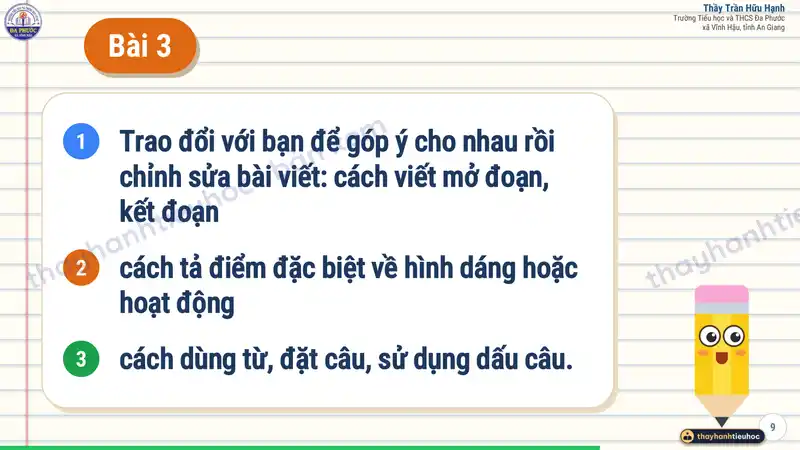 Thầy Trần Hữu Hạnh
Trường Tiểu học và THCS Đa Phước
xã Vĩnh Hậu, tỉnh An Giang
ĐA PHƯỚC
Bài 3
1 Trao đổi với bạn để góp ý cho nhau rồi
chỉnh sửa bài viết: cách viết mở đoạn,
kết đoạn
2 cách tả điểm đặc biệt về hình dáng hoặc
hoạt động
3 cách dùng từ, đặt câu, sử dụng dấu câu.
thayhanhtieuhoc
9